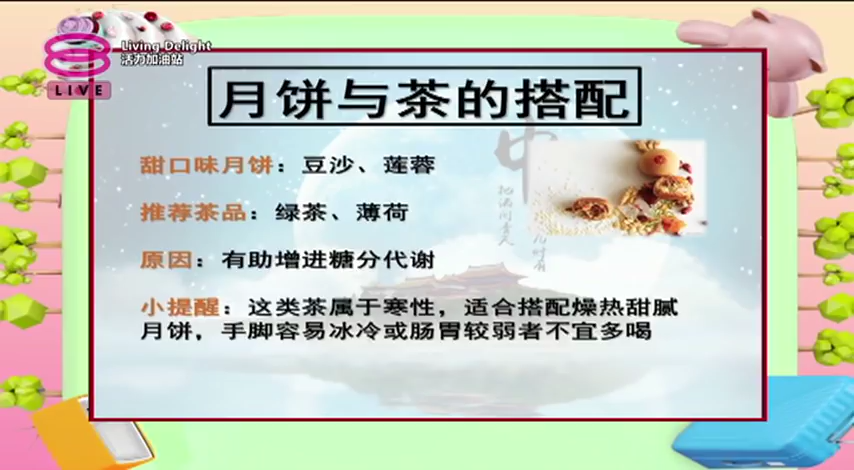 Living Delight
活力加油站
LIVE
月饼与茶的搭配
甜口味月饼：豆沙、莲蓉
推荐茶品：绿茶、薄荷
原因：有助增进糖分代谢
小提醒：这类茶属于寒性，适合搭配燥热甜腻
月饼，手脚容易冰冷或肠胃较弱者不宜多喝
中